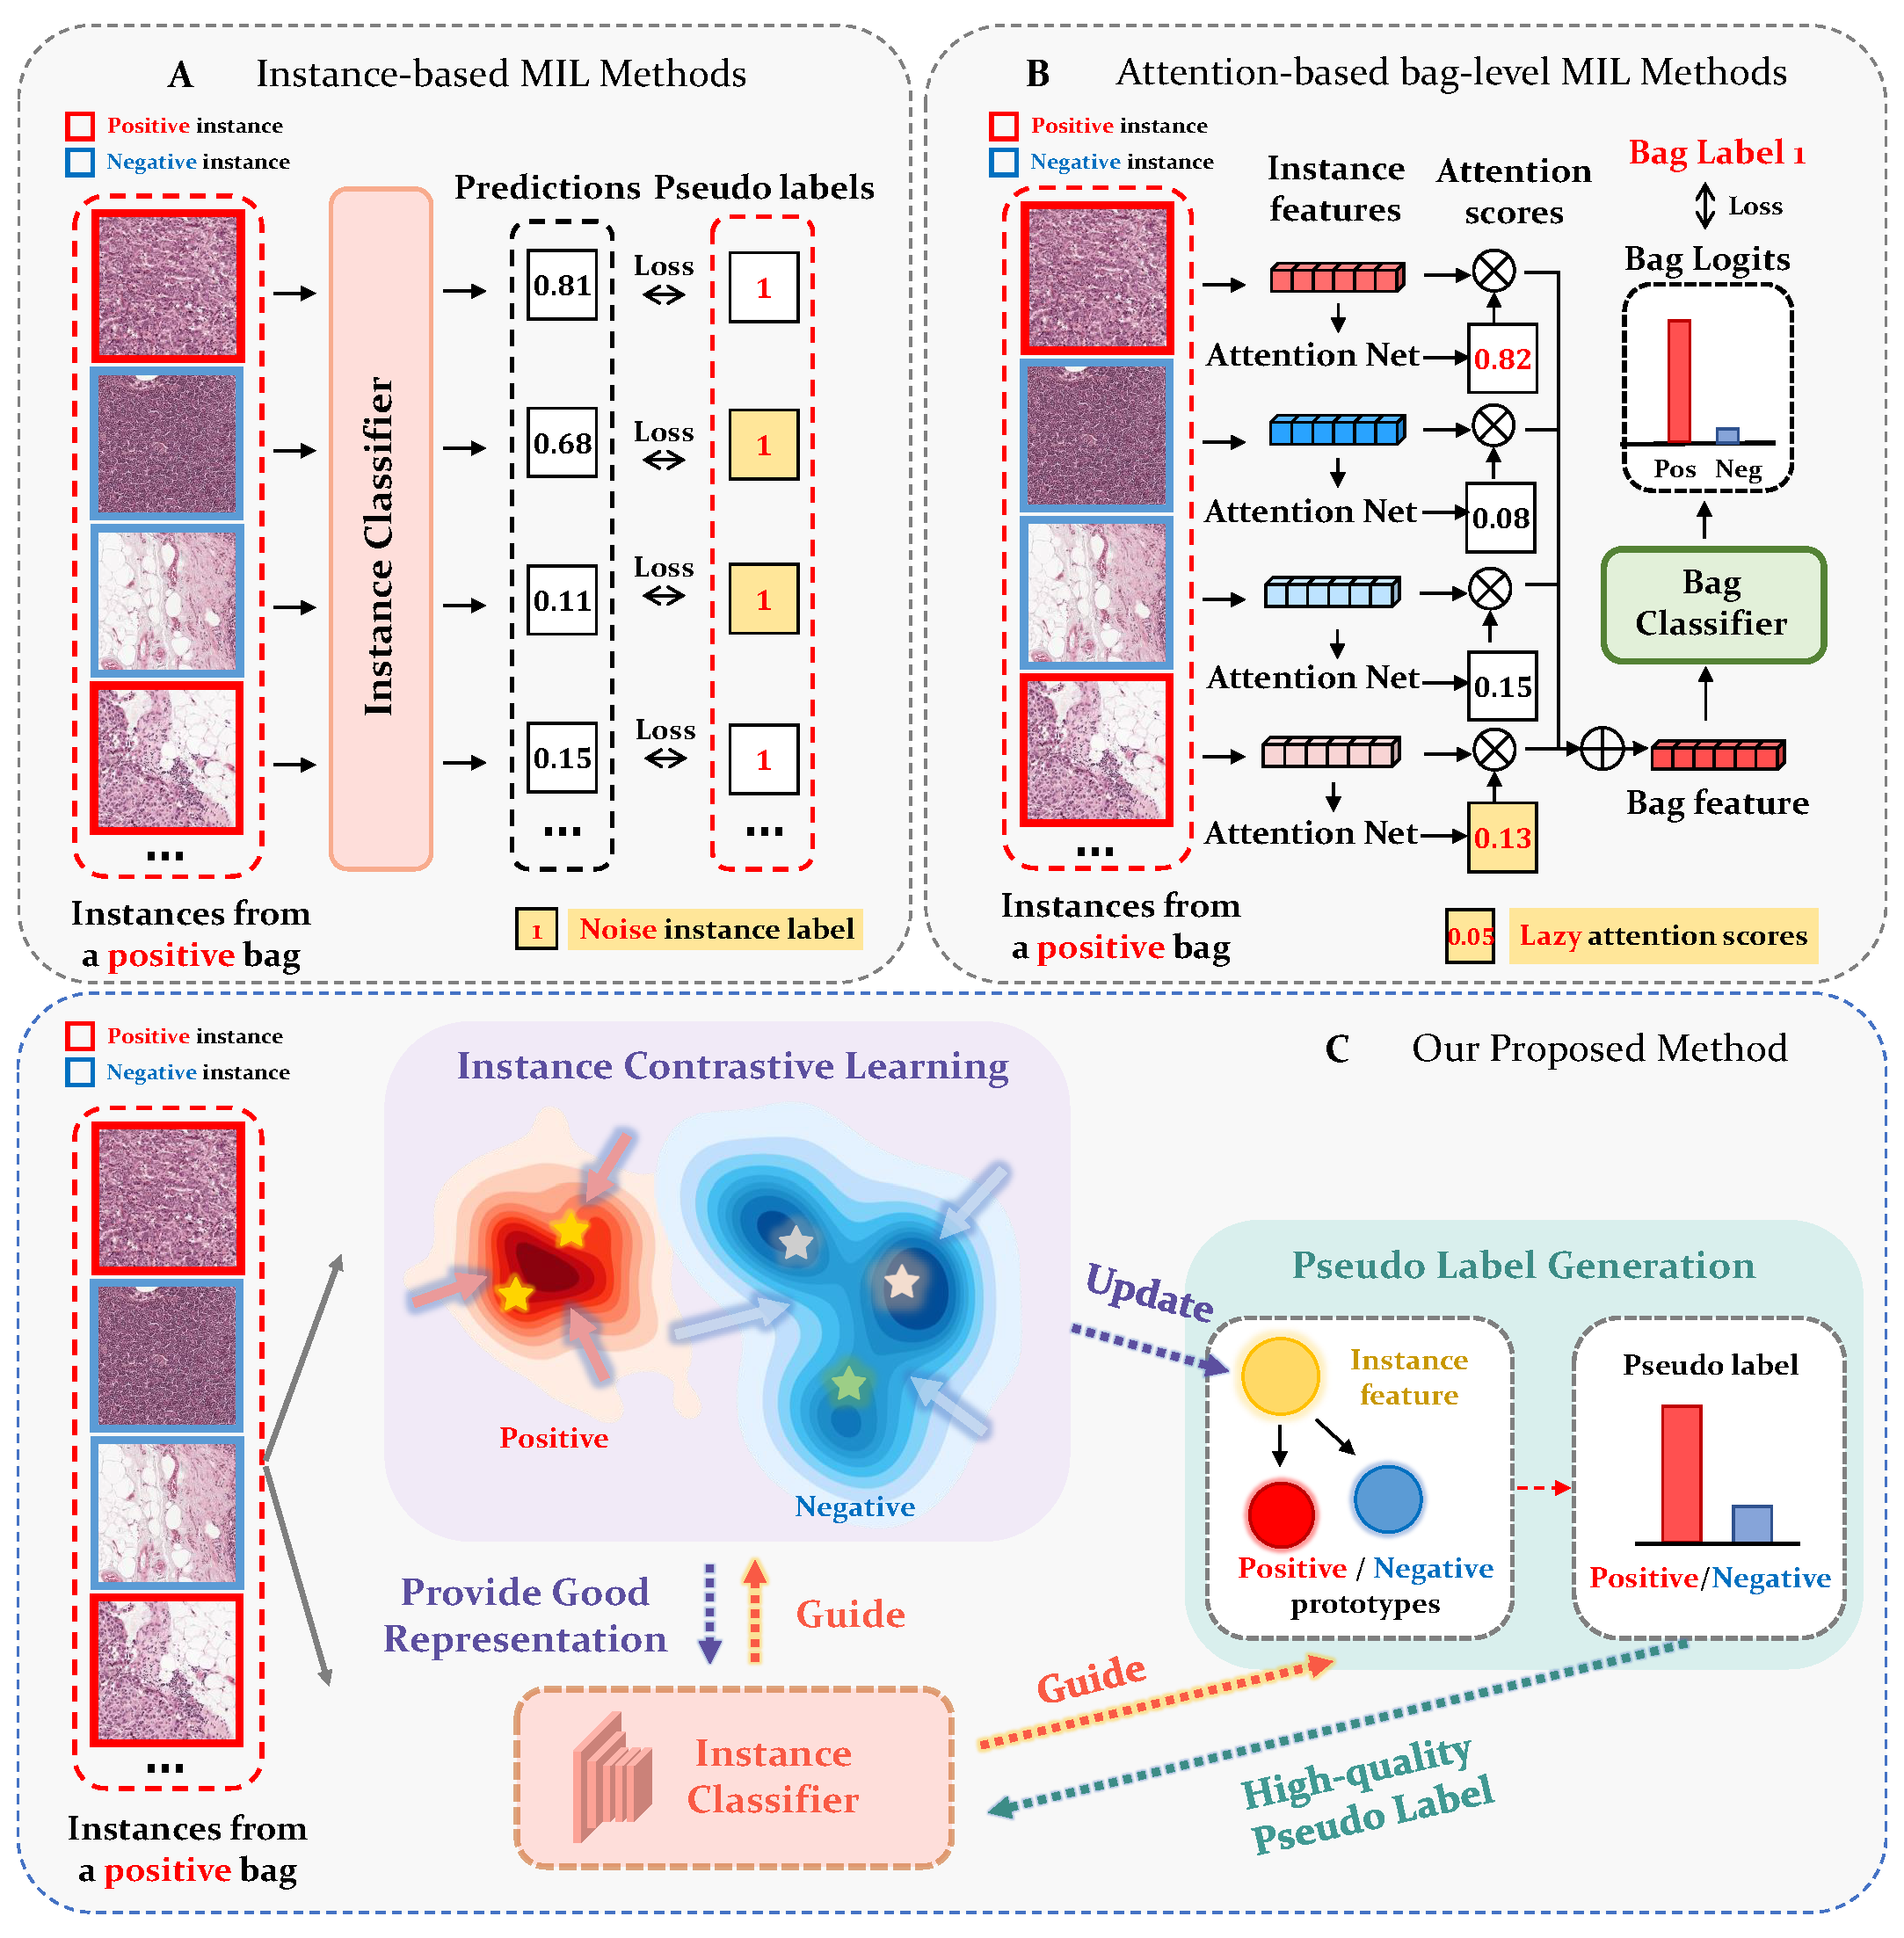 A Instance-based MIL Methods
Positive instance
Negative instance
Predictions Pseudo labels
Instance Classifier
0.81 Loss 1
0.68 Loss 1
0.11 Loss 1
0.15 Loss 1
... ... ...
Instances from
a positive bag
1 Noise instance label
B Attention-based bag-level MIL Methods
Positive instance
Negative instance
Instance
features
Attention
scores
Bag Label 1
Loss
Bag Logits
Pos Neg
Attention Net 0.82
Attention Net 0.08
Attention Net 0.15
Attention Net 0.13
Bag
Classifier
Bag feature
...
Instances from
a positive bag
0.05 Lazy attention scores
C Our Proposed Method
Positive instance
Negative instance
...
Instances from
a positive bag
Instance Contrastive Learning
Positive
Negative
Update
Pseudo Label Generation
Instance
feature
Positive / Negative
prototypes
Pseudo label
Positive/Negative
Provide Good
Representation
Guide
Instance
Classifier
Guide
High-quality
Pseudo Label